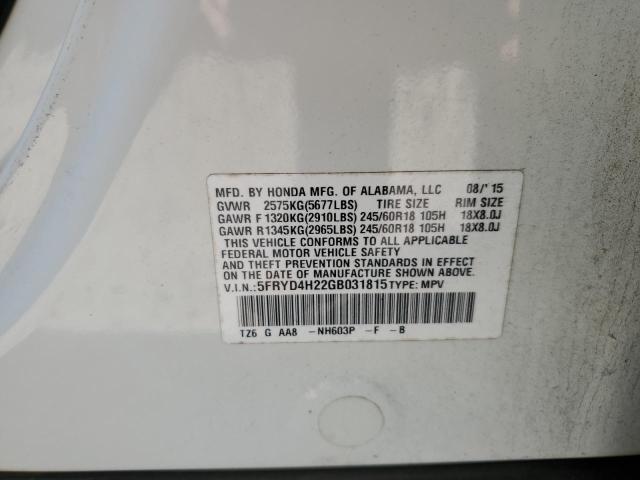 MFD. BY HONDA MFG. OF ALABAMA, LLC 08/'15
GVWR 2575KG(5677LBS) TIRE SIZE RIM SIZE
GAWR F 1320KG(2910LBS) 245/60R18 105H 18X8.0J
GAWR R 1345KG(2965LBS) 245/60R18 105H 18X8.0J
THIS VEHICLE CONFORMS TO ALL APPLICABLE
FEDERAL MOTOR VEHICLE SAFETY, BUMPER,
AND THEFT PREVENTION STANDARDS IN EFFECT
ON THE DATE OF MANUFACTURE SHOWN ABOVE.
V.I.N.: 5FRYD4H22GB031815 TYPE: MPV
TZ6 G AA8 -NH603P -F -B